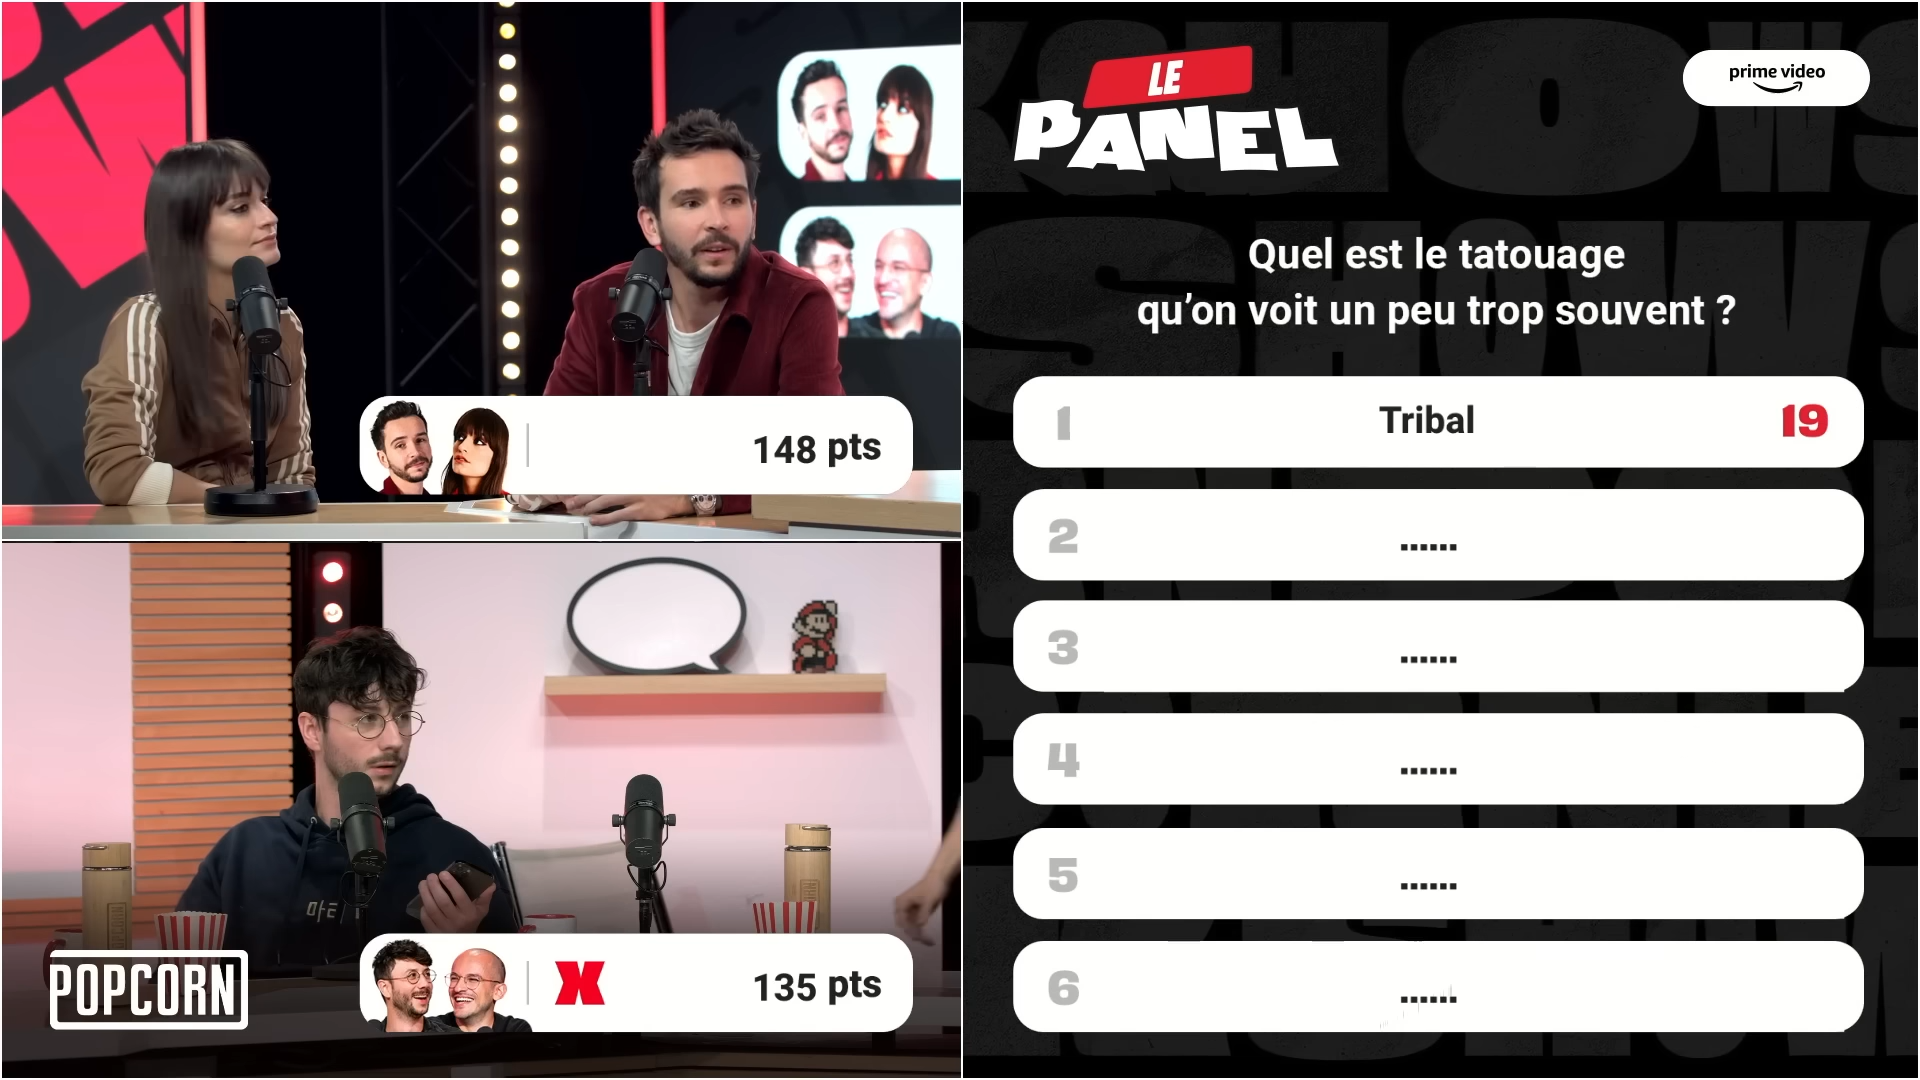 LE
PANEL
prime video
Quel est le tatouage
qu’on voit un peu trop souvent ?
1 Tribal 19
2 ......
3 ......
4 ......
5 ......
6 ......
148 pts
X 135 pts
POPCORN